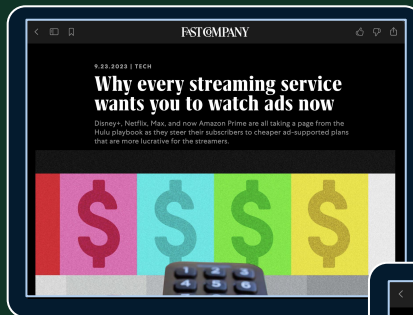 FAST COMPANY
9.23.2023 | TECH
Why every streaming service
wants you to watch ads now
Disney+, Netflix, Max, and now Amazon Prime are all taking a page from the
Hulu playbook as they steer their subscribers to cheaper ad-supported plans
that are more lucrative for the streamers.
$ $ $ $
1 2 3
4 5 6